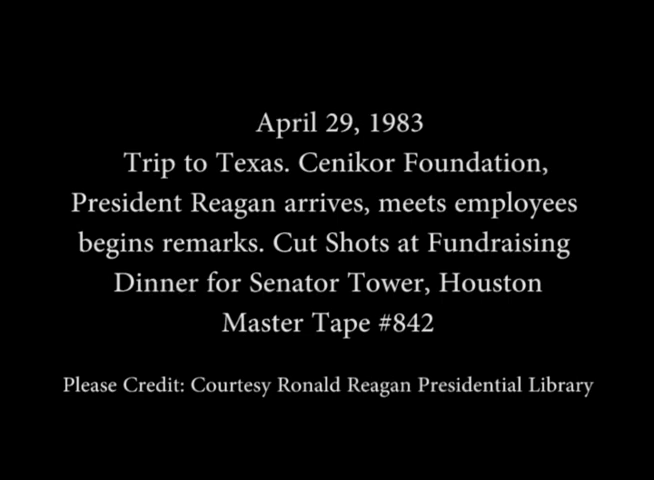 April 29, 1983
Trip to Texas. Cenikor Foundation,
President Reagan arrives, meets employees
begins remarks. Cut Shots at Fundraising
Dinner for Senator Tower, Houston
Master Tape #842
Please Credit: Courtesy Ronald Reagan Presidential Library